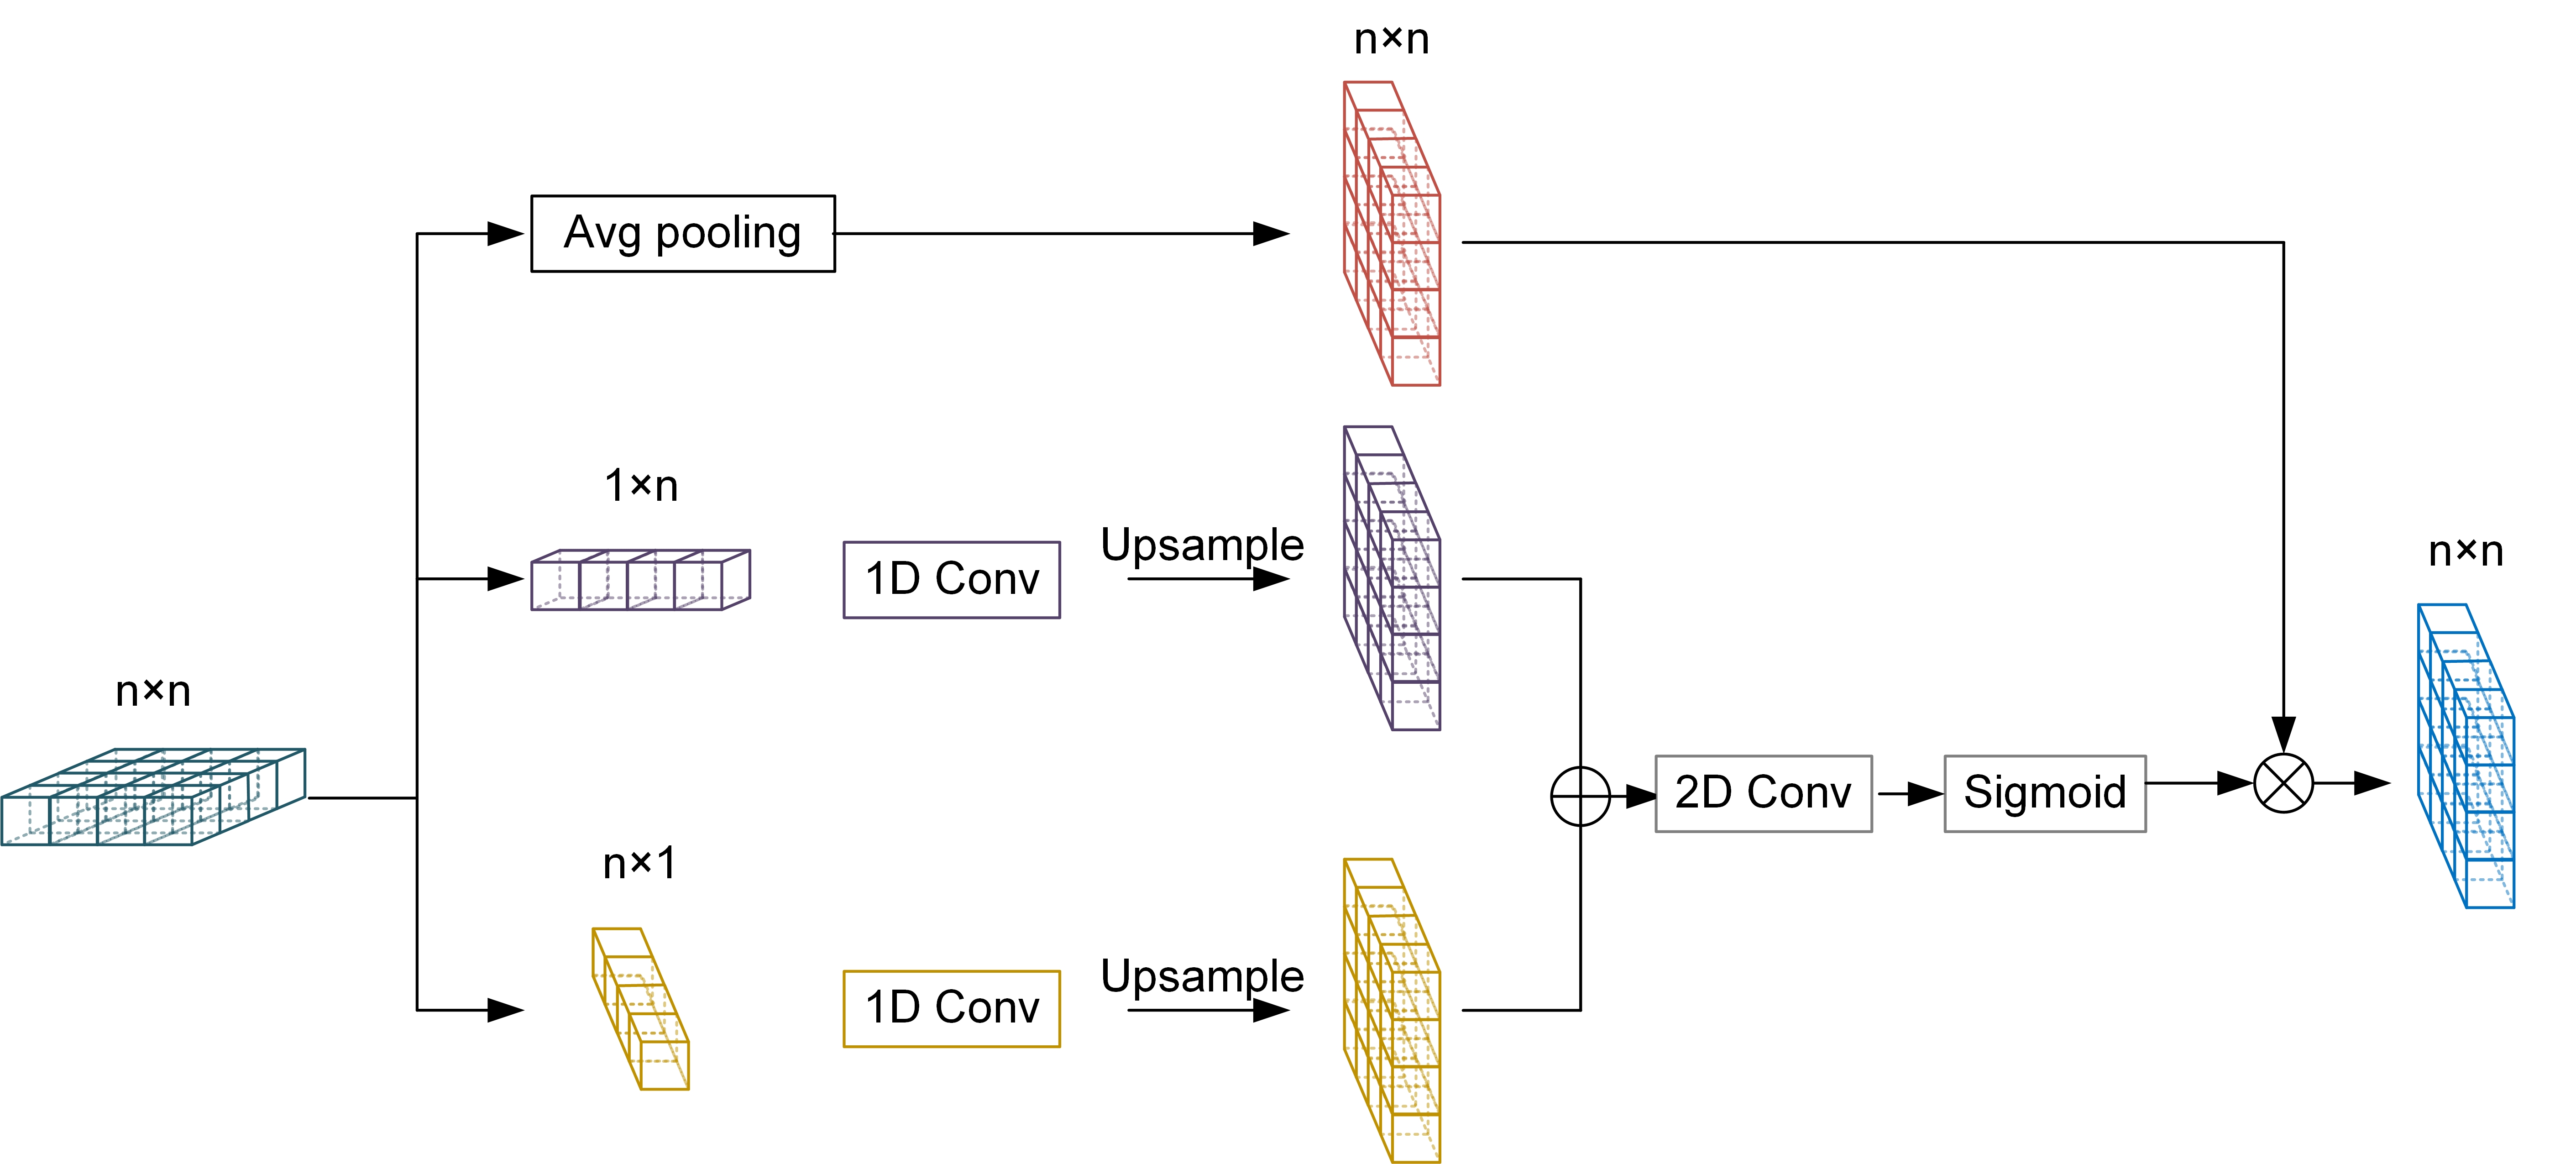 n×n
Avg pooling
1×n
1D Conv
Upsample
n×n
n×n
2D Conv
Sigmoid
n×1
1D Conv
Upsample